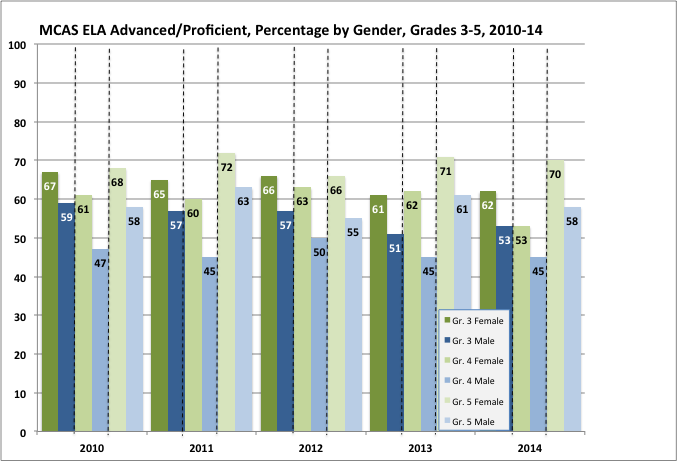 MCAS ELA Advanced/Proficient, Percentage by Gender, Grades 3-5, 2010-14
100
90
80
70
60
50
40
30
20
10
0
67 59 61 47 68 58
65 57 60 45 72 63
66 57 63 50 66 55
61 51 62 45 71 61
62 53 53 45 70 58
Gr. 3 Female
Gr. 3 Male
Gr. 4 Female
Gr. 4 Male
Gr. 5 Female
Gr. 5 Male
2010 2011 2012 2013 2014